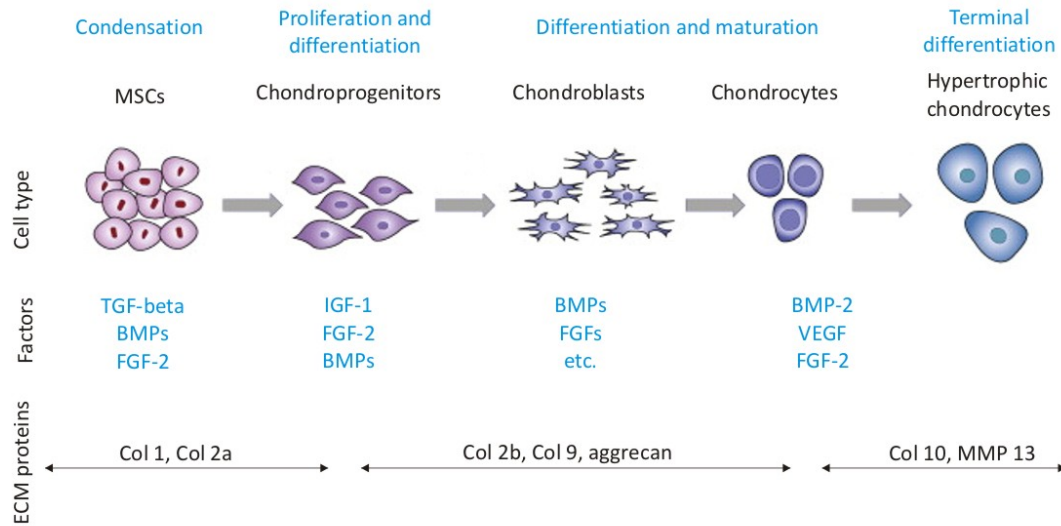 Condensation
Proliferation and
differentiation
Differentiation and maturation
Terminal
differentiation
MSCs
Chondroprogenitors
Chondroblasts
Chondrocytes
Hypertrophic
chondrocytes
Cell type
Factors
TGF-beta
BMPs
FGF-2
IGF-1
FGF-2
BMPs
BMPs
FGFs
etc.
BMP-2
VEGF
FGF-2
ECM proteins
Col 1, Col 2a
Col 2b, Col 9, aggrecan
Col 10, MMP 13